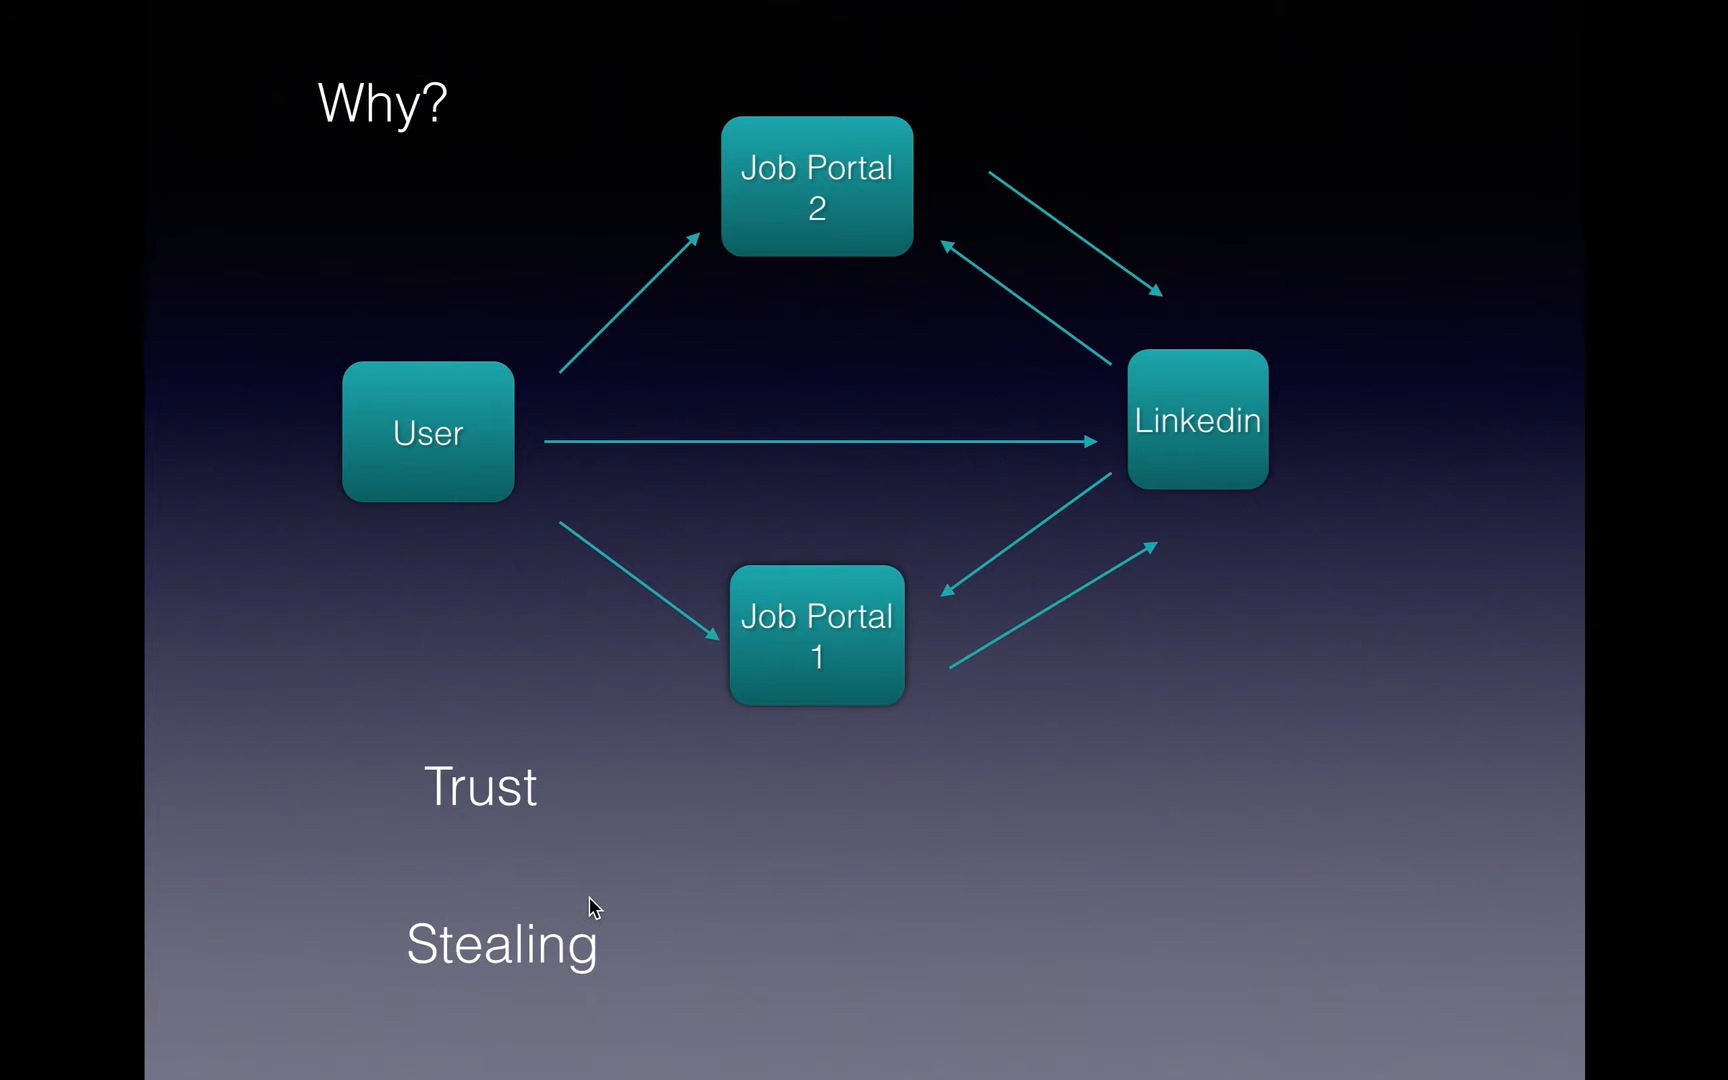 Why?
Job Portal
2
User
Linkedin
Job Portal
1
Trust
Stealing